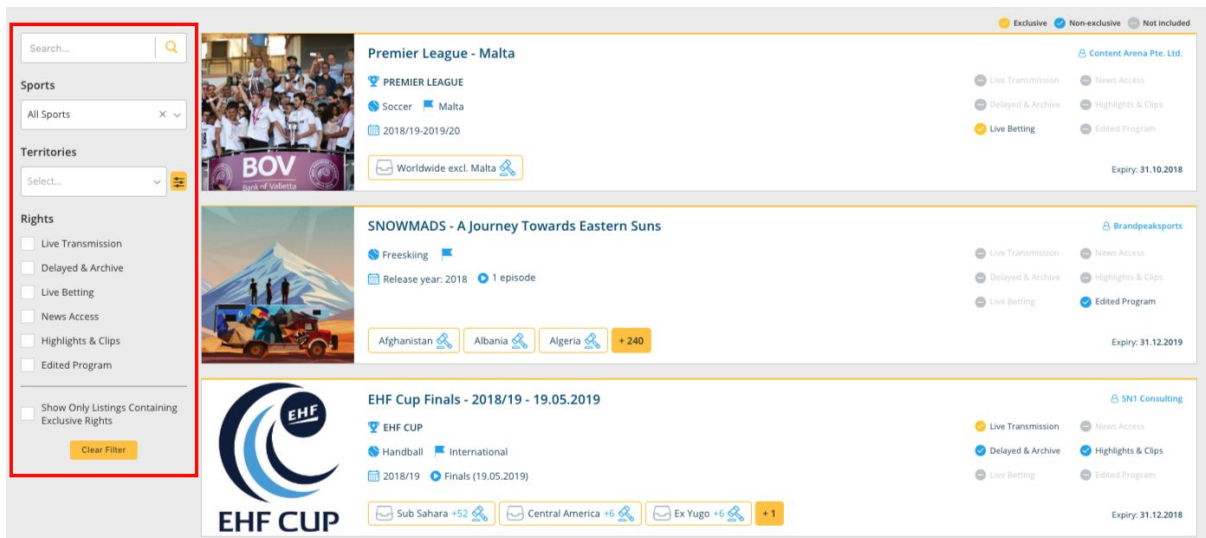 Exclusive Non-exclusive Not included
Search...
Sports
All Sports
Territories
Select...
Rights
Live Transmission
Delayed & Archive
Live Betting
News Access
Highlights & Clips
Edited Program
Show Only Listings Containing
Exclusive Rights
Clear Filter
BOV
Bank of Valletta
Premier League - Malta
Content Arena Pte. Ltd.
PREMIER LEAGUE
Live Transmission News Access
Soccer Malta
Delayed & Archive Highlights & Clips
2018/19-2019/20
Live Betting Edited Program
Worldwide excl. Malta
Expiry: 31.10.2018
SNOWMADS - A Journey Towards Eastern Suns
Brandpeaksports
Freeskiing
Live Transmission News Access
Release year: 2018 1 episode
Delayed & Archive Highlights & Clips
Live Betting Edited Program
Afghanistan Albania Algeria + 240
Expiry: 31.12.2019
EHF
EHF CUP
EHF Cup Finals - 2018/19 - 19.05.2019
SN1 Consulting
EHF CUP
Live Transmission News Access
Handball International
Delayed & Archive Highlights & Clips
2018/19 Finals (19.05.2019)
Live Betting Edited Program
Sub Sahara +52 Central America +6 Ex Yugo +6 + 1
Expiry: 31.12.2018